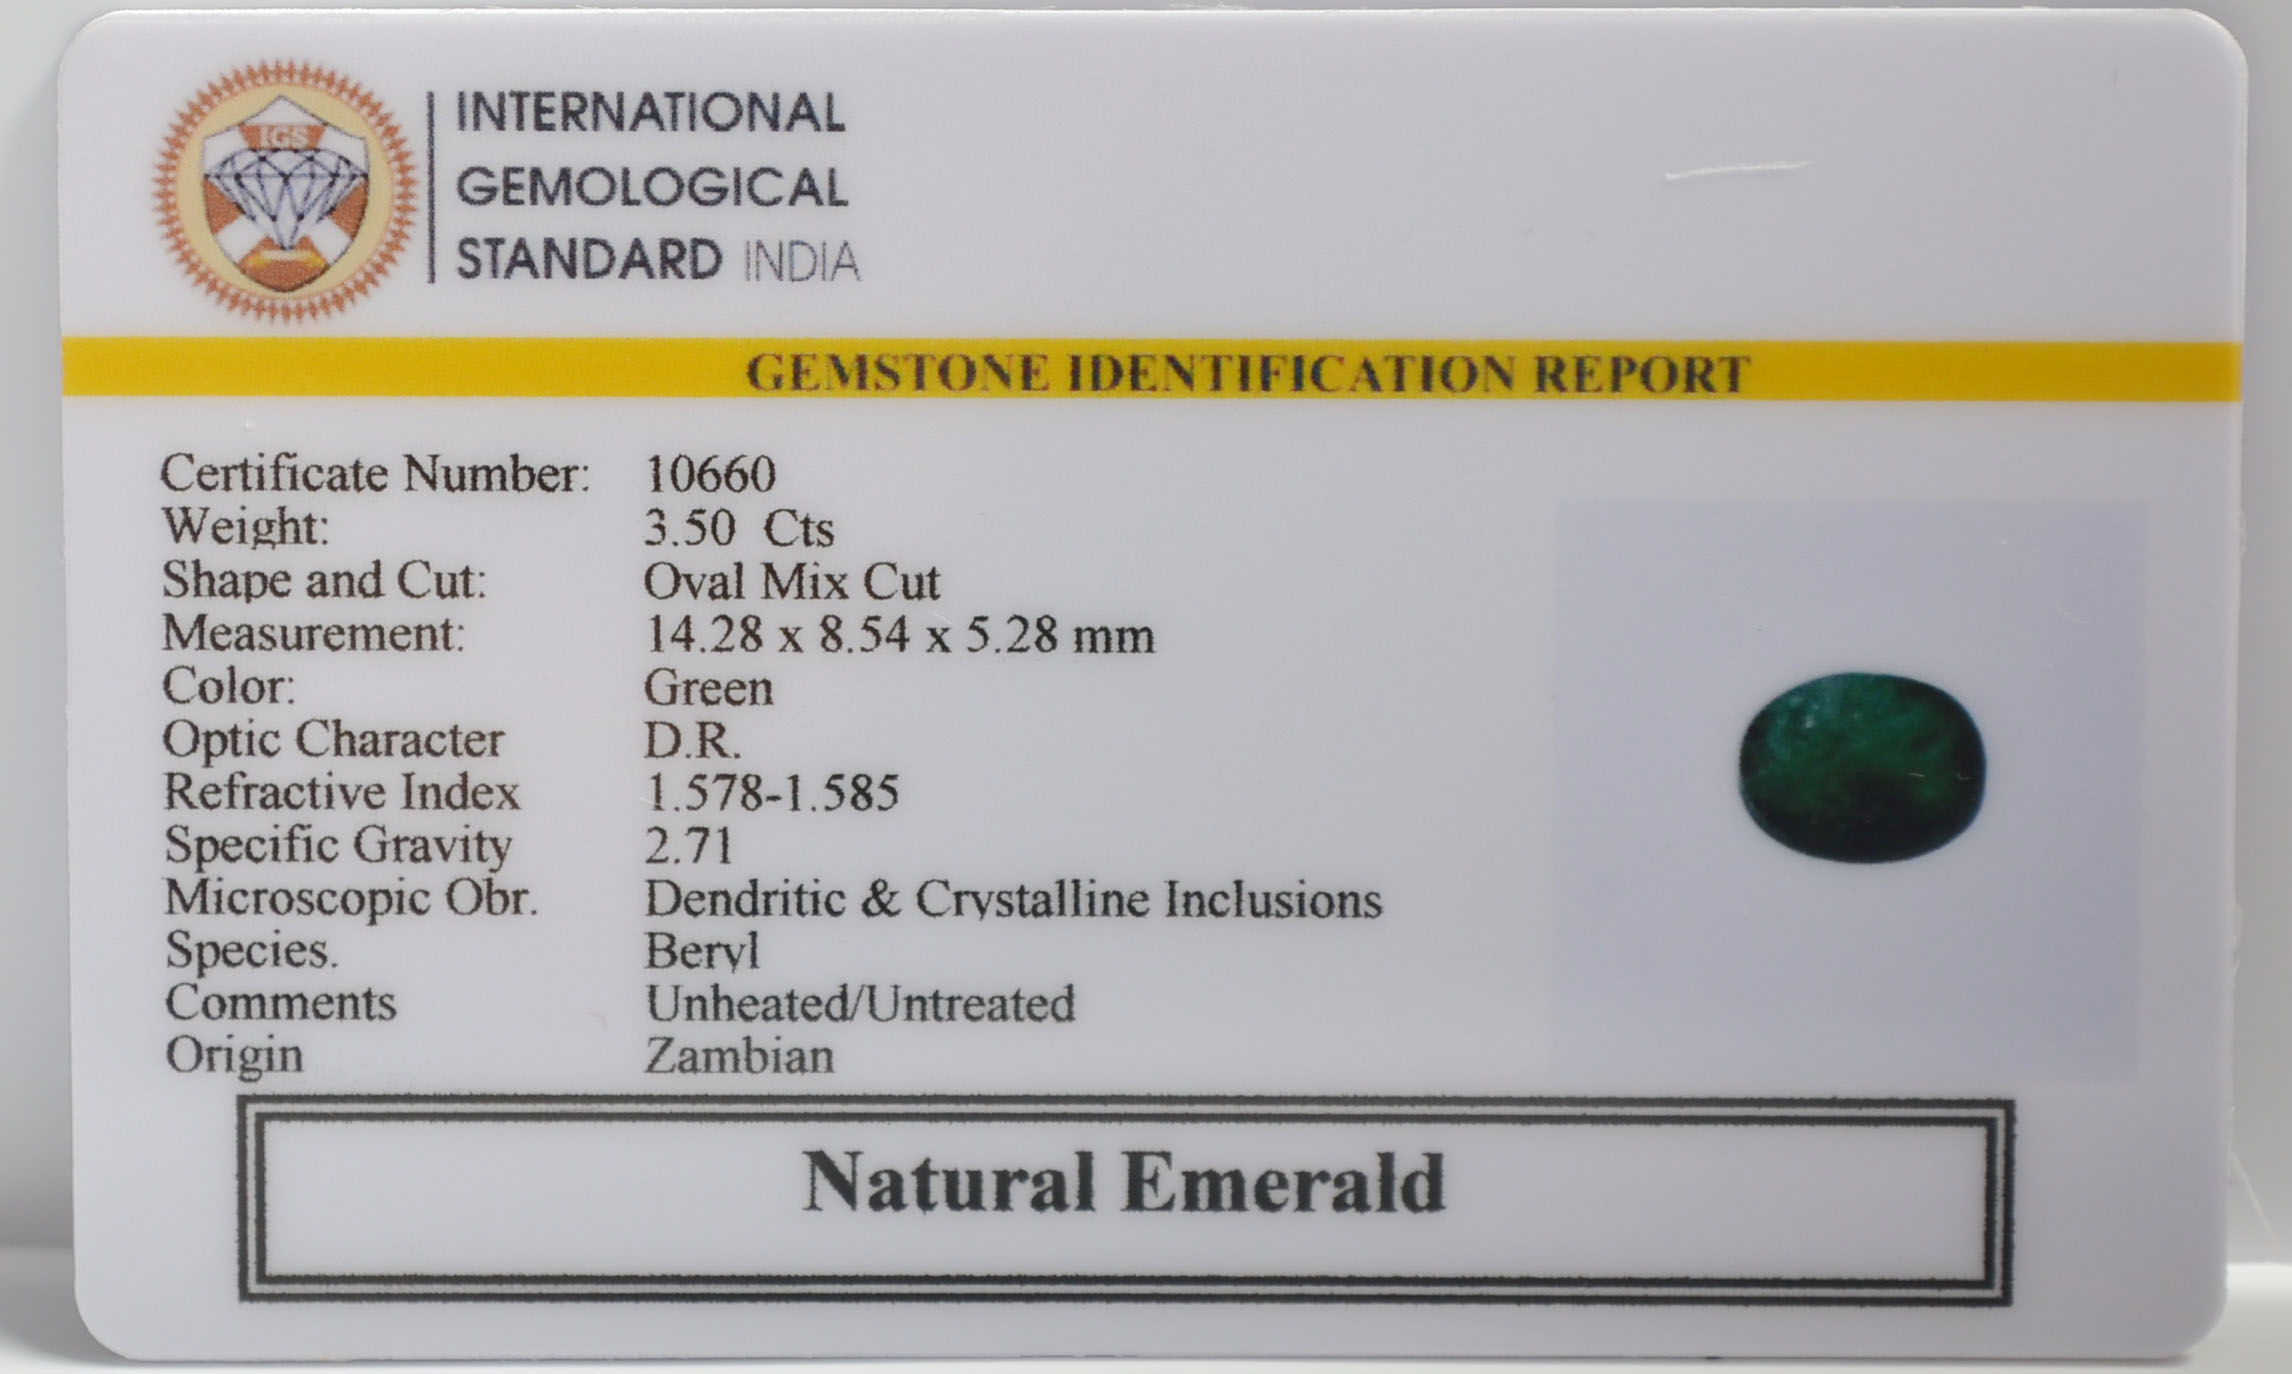 IGS
INTERNATIONAL
GEMOLOGICAL
STANDARD INDIA
GEMSTONE IDENTIFICATION REPORT
Certificate Number: 10660
Weight: 3.50 Cts
Shape and Cut: Oval Mix Cut
Measurement: 14.28 x 8.54 x 5.28 mm
Color: Green
Optic Character D.R.
Refractive Index 1.578-1.585
Specific Gravity 2.71
Microscopic Obr. Dendritic & Crystalline Inclusions
Species. Beryl
Comments Unheated/Untreated
Origin Zambian
Natural Emerald